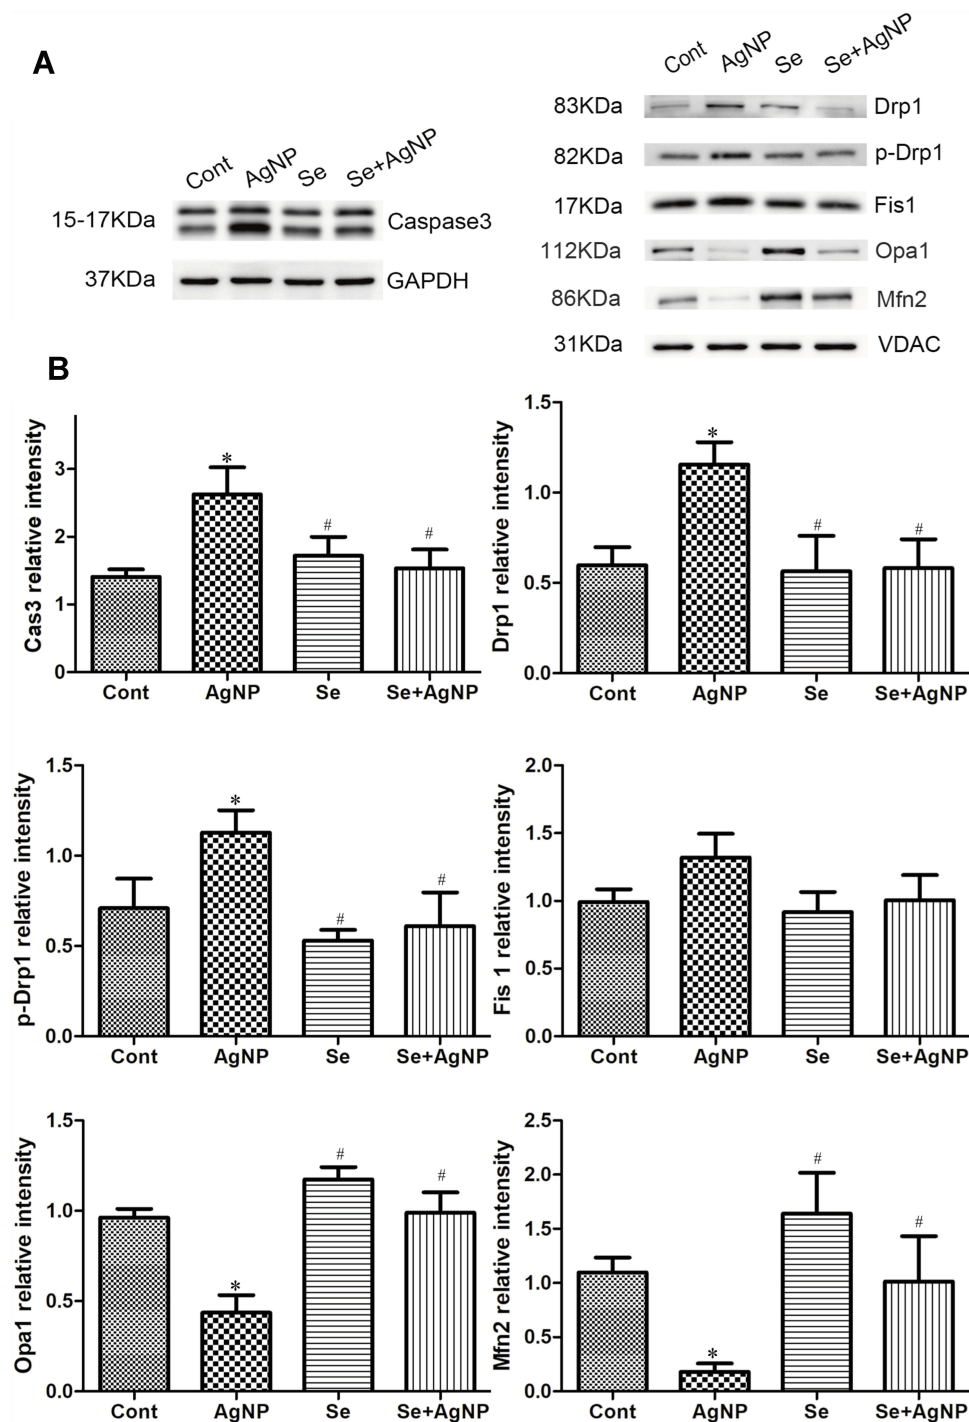 A
Cont AgNP Se Se+AgNP
15-17KDa Caspase3
37KDa GAPDH
Cont AgNP Se Se+AgNP
83KDa Drp1
82KDa p-Drp1
17KDa Fis1
112KDa Opa1
86KDa Mfn2
31KDa VDAC
B
Cas3 relative intensity
3
2
1
0
* # #
Cont AgNP Se Se+AgNP
Drp1 relative intensity
1.5
1.0
0.5
0.0
* # #
Cont AgNP Se Se+AgNP
p-Drp1 relative intensity
1.5
1.0
0.5
0.0
* # #
Cont AgNP Se Se+AgNP
Fis 1 relative intensity
2.0
1.5
1.0
0.5
0.0
Cont AgNP Se Se+AgNP
Opa1 relative intensity
1.5
1.0
0.5
0.0
* # #
Cont AgNP Se Se+AgNP
Mfn2 relative intensity
2.5
2.0
1.5
1.0
0.5
0.0
* # #
Cont AgNP Se Se+AgNP